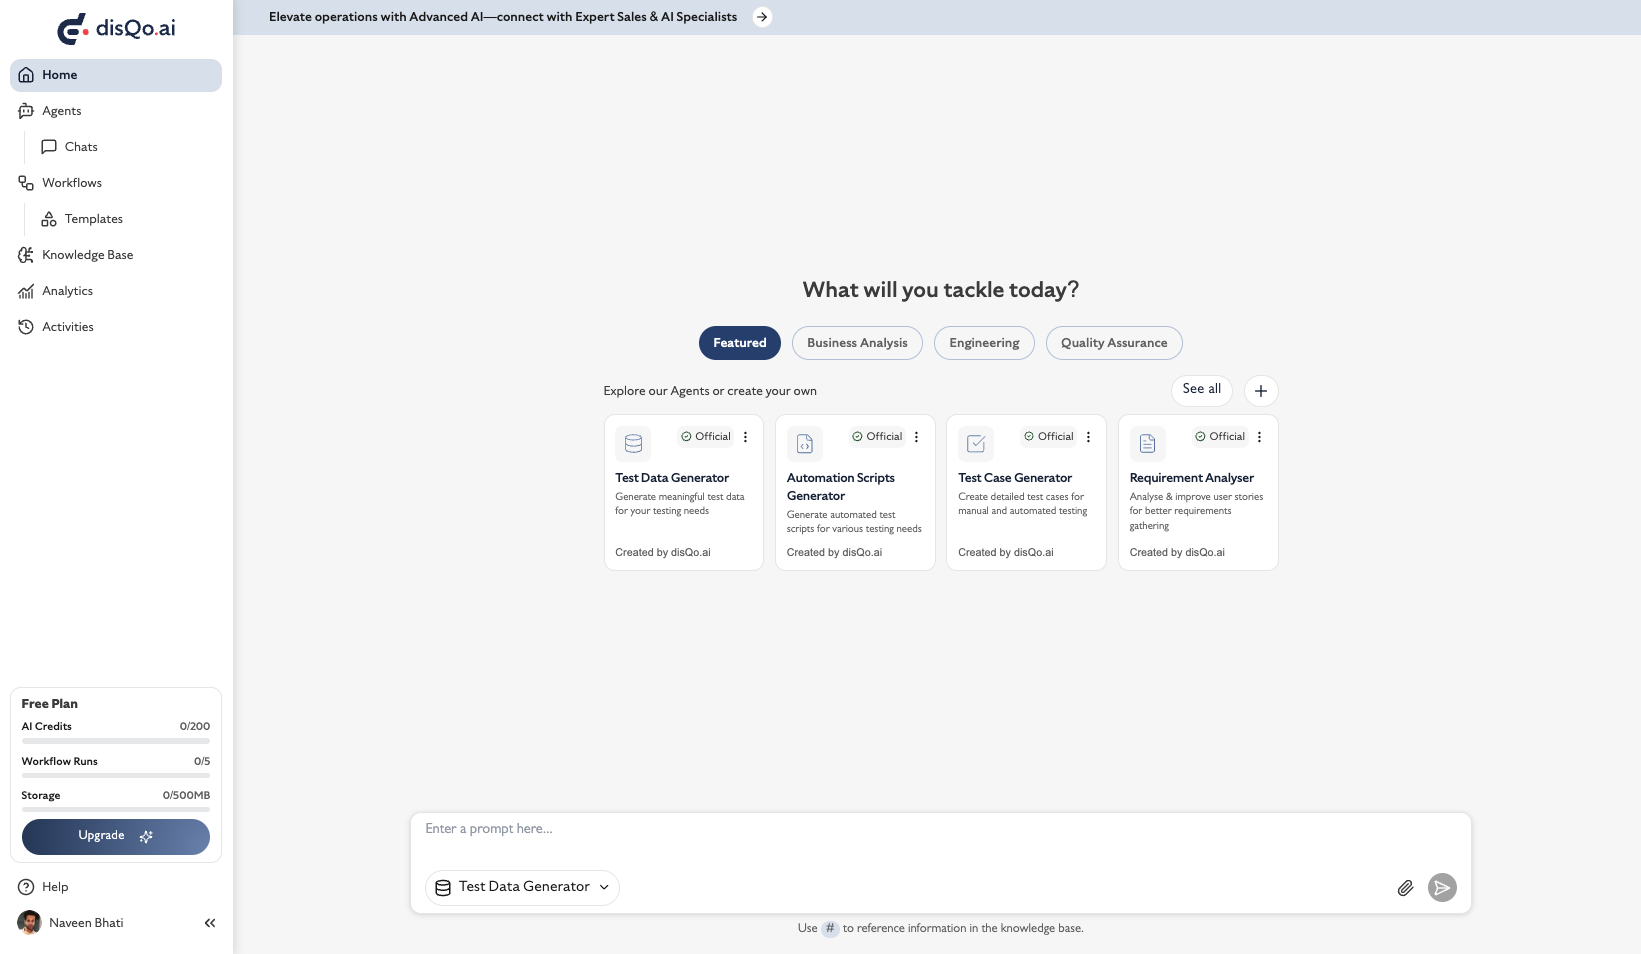 disQo.ai
Home
Agents
Chats
Workflows
Templates
Knowledge Base
Analytics
Activities
Free Plan
AI Credits 0/200
Workflow Runs 0/5
Storage 0/500MB
Upgrade
Help
Naveen Bhati
Elevate operations with Advanced AI—connect with Expert Sales & AI Specialists
What will you tackle today?
Featured Business Analysis Engineering Quality Assurance
Explore our Agents or create your own
See all
Official
Test Data Generator
Generate meaningful test data
for your testing needs
Created by disQo.ai
Official
Automation Scripts
Generator
Generate automated test
scripts for various testing needs
Created by disQo.ai
Official
Test Case Generator
Create detailed test cases for
manual and automated testing
Created by disQo.ai
Official
Requirement Analyser
Analyse & improve user stories
for better requirements
gathering
Created by disQo.ai
Enter a prompt here...
Test Data Generator
Use # to reference information in the knowledge base.